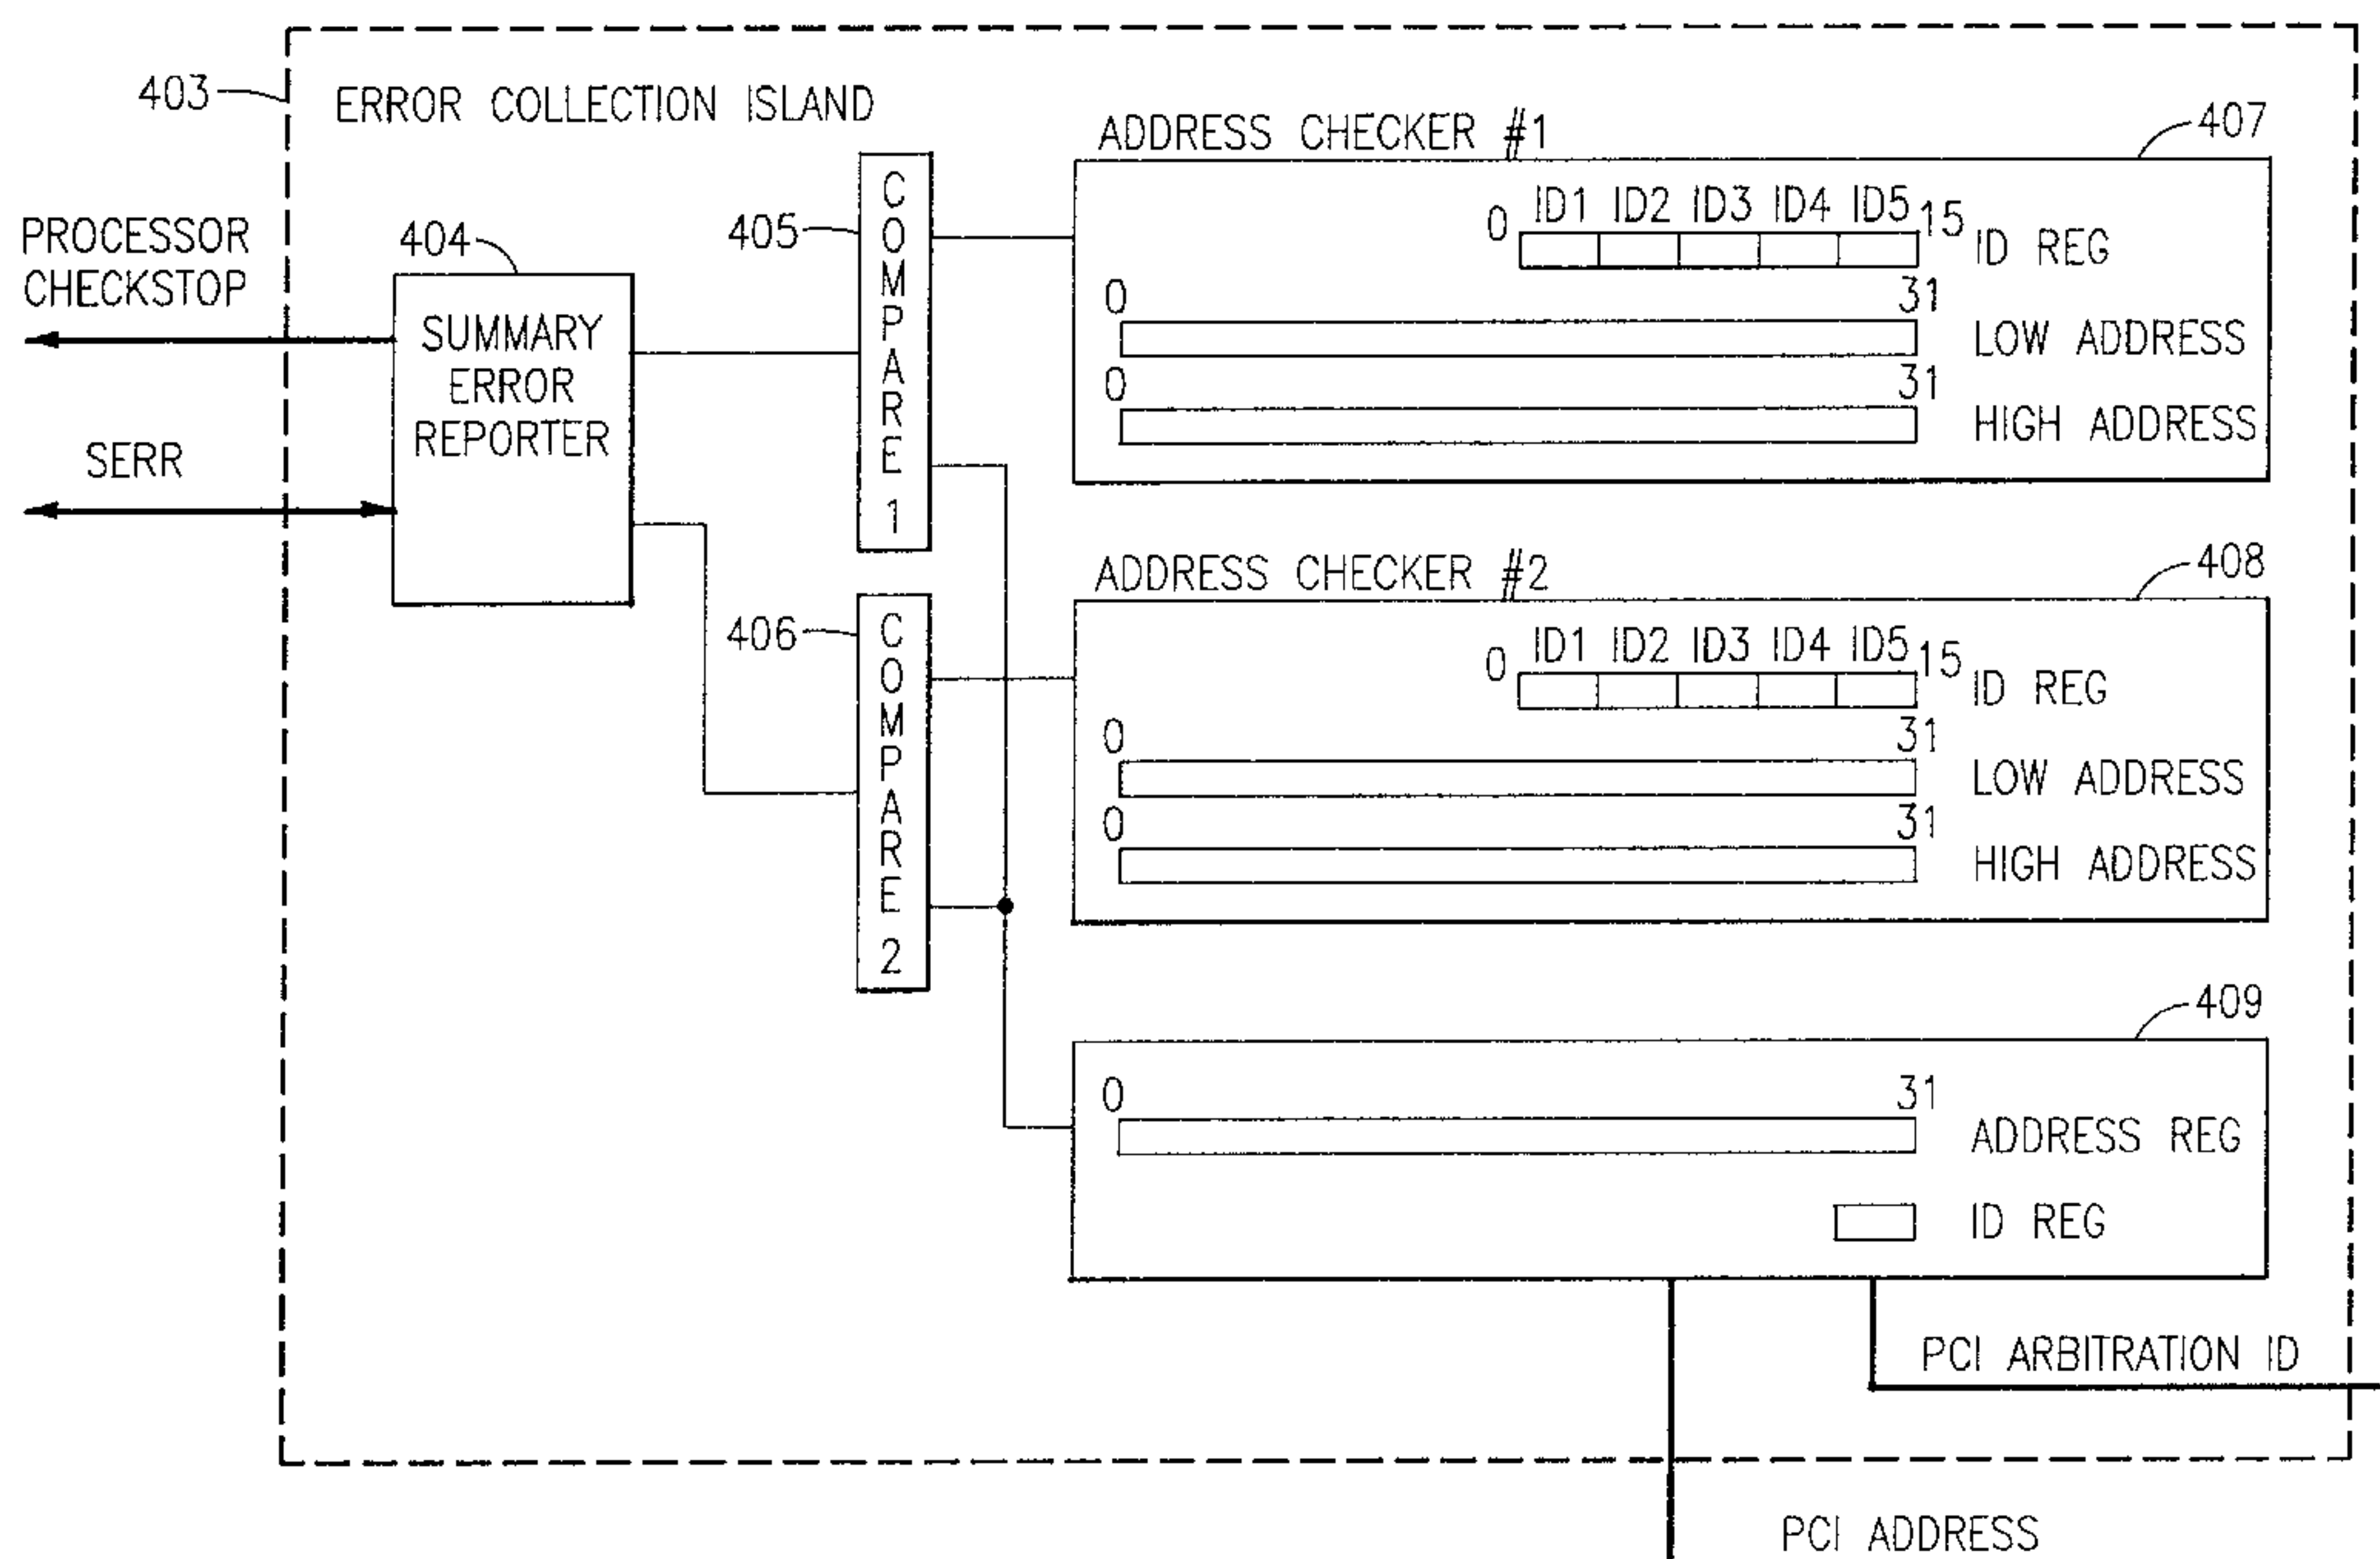 403
ERROR COLLECTION ISLAND
PROCESSOR
CHECKSTOP
SERR
404
SUMMARY
ERROR
REPORTER
405
COMPARE 1
406
COMPARE 2
ADDRESS CHECKER #1
407
0 ID1 ID2 ID3 ID4 ID5 15 ID REG
0 31
LOW ADDRESS
0 31
HIGH ADDRESS
ADDRESS CHECKER #2
408
0 ID1 ID2 ID3 ID4 ID5 15 ID REG
0 31
LOW ADDRESS
0 31
HIGH ADDRESS
409
0 31
ADDRESS REG
ID REG
PCI ARBITRATION ID
PCI ADDRESS